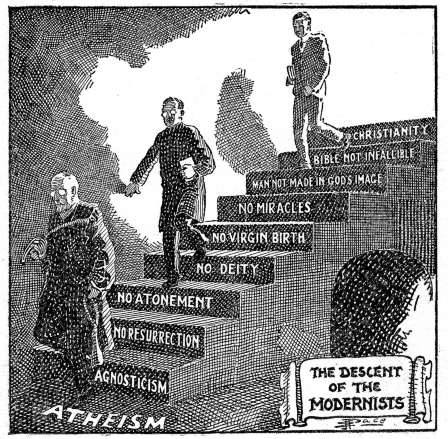 CHRISTIANITY
BIBLE NOT INFALLIBLE
MAN NOT MADE IN GOD'S IMAGE
NO MIRACLES
NO VIRGIN BIRTH
NO DEITY
NO ATONEMENT
NO RESURRECTION
AGNOSTICISM
ATHEISM
THE DESCENT
OF THE
MODERNISTS